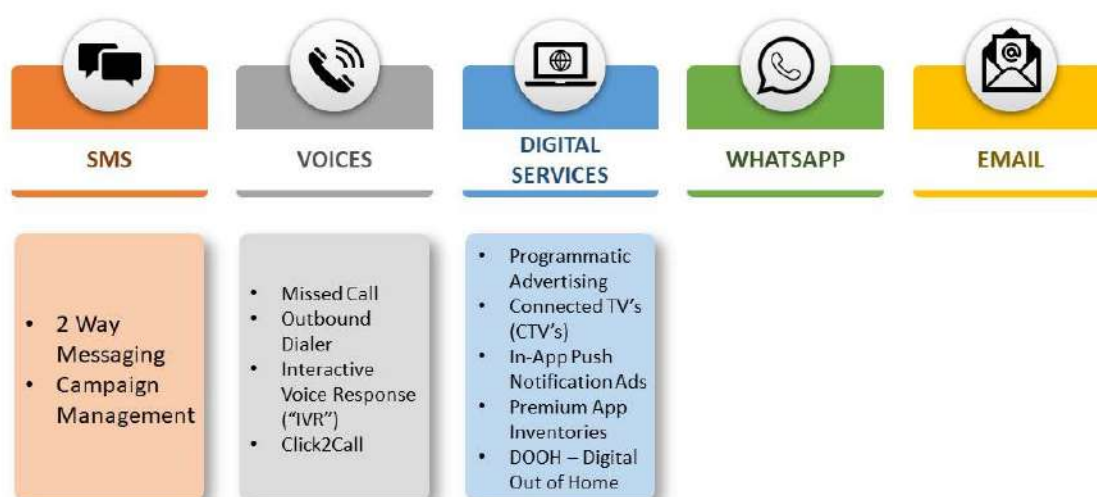 SMS
VOICES
DIGITAL
SERVICES
WHATSAPP
@
EMAIL
• 2 Way
Messaging
• Campaign
Management
• Missed Call
• Outbound
Dialer
• Interactive
Voice Response
(“IVR”)
• Click2Call
• Programmatic
Advertising
• Connected TV’s
(CTV’s)
• In-App Push
Notification Ads
• Premium App
Inventories
• DOOH – Digital
Out of Home